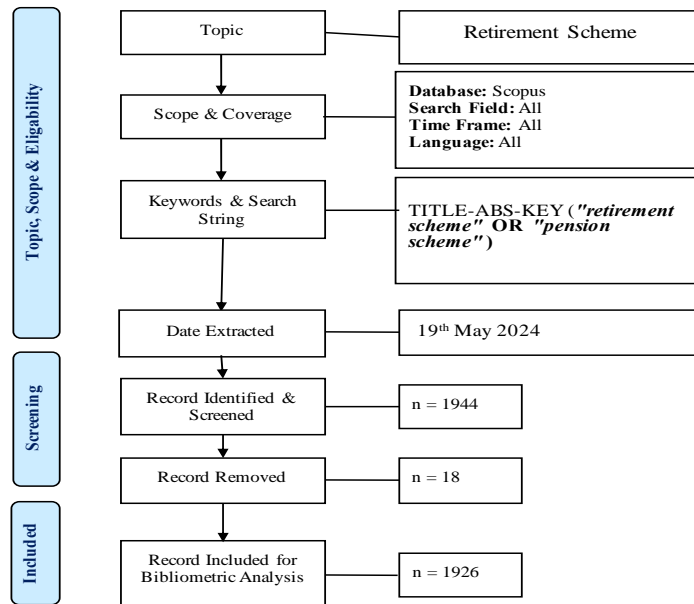 Topic, Scope & Eligability
Topic
Retirement Scheme
Scope & Coverage
Database: Scopus
Search Field: All
Time Frame: All
Language: All
Keywords & Search
String
TITLE-ABS-KEY ("retirement
scheme" OR "pension
scheme")
Date Extracted
19th May 2024
Screening
Record Identified &
Screened
n = 1944
Record Removed
n = 18
Included
Record Included for
Bibliometric Analysis
n = 1926